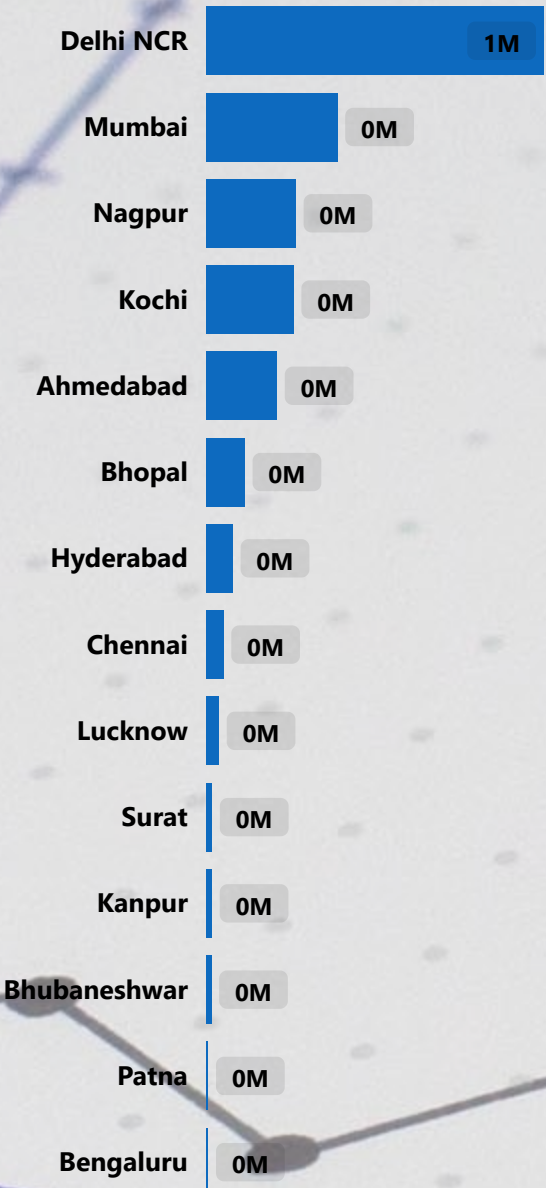 Delhi NCR 1M
Mumbai 0M
Nagpur 0M
Kochi 0M
Ahmedabad 0M
Bhopal 0M
Hyderabad 0M
Chennai 0M
Lucknow 0M
Surat 0M
Kanpur 0M
Bhubaneshwar 0M
Patna 0M
Bengaluru 0M